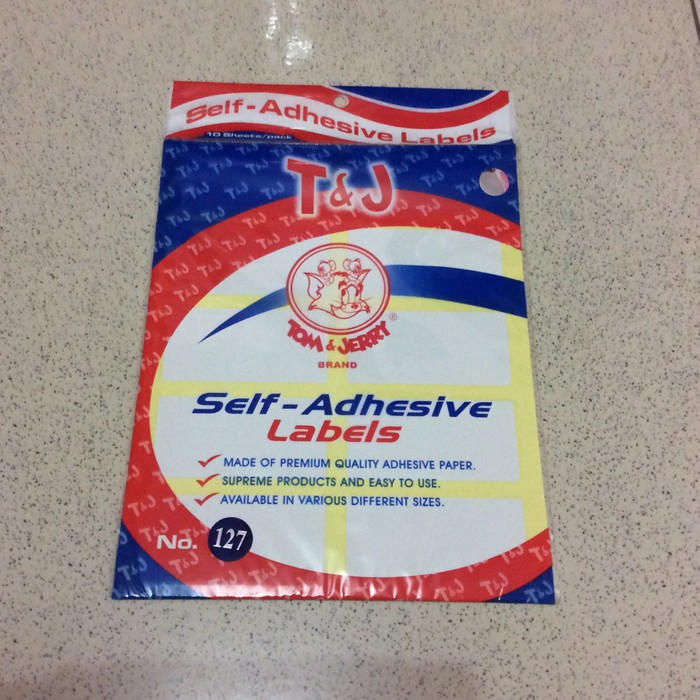 Self-Adhesive Labels
10 Sheets/pack
T&J
TOM & JERRY®
BRAND
Self-Adhesive
Labels
MADE OF PREMIUM QUALITY ADHESIVE PAPER.
SUPREME PRODUCTS AND EASY TO USE.
AVAILABLE IN VARIOUS DIFFERENT SIZES.
No. 127